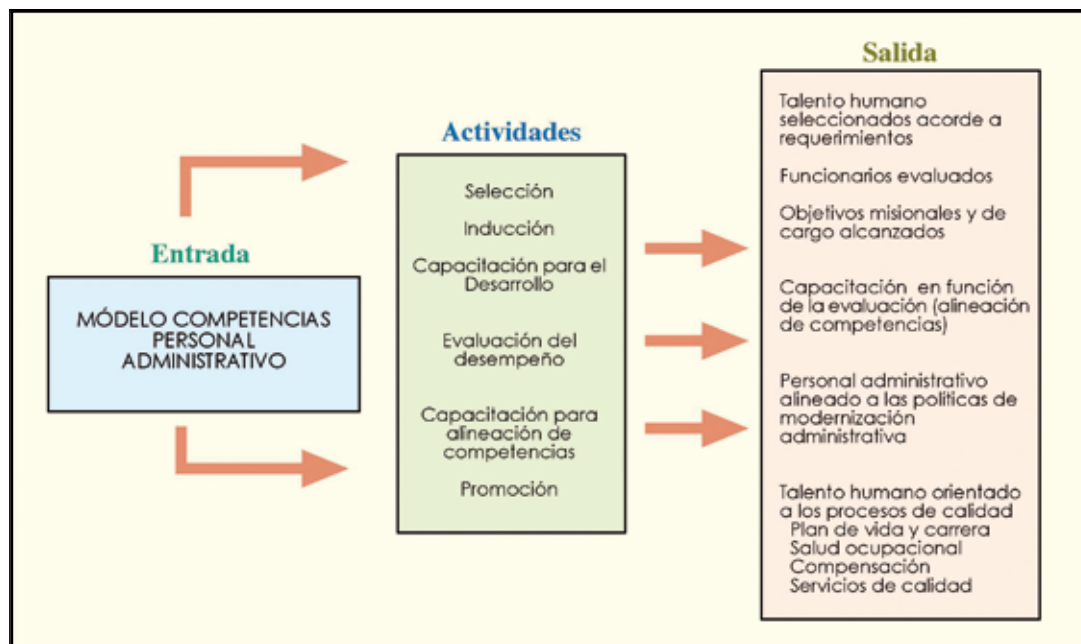 Entrada
MÓDELO COMPETENCIAS
PERSONAL
ADMINISTRATIVO
Actividades
Selección
Inducción
Capacitación para el
Desarrollo
Evaluación del
desempeño
Capacitación para
alineación de
competencias
Promoción
Salida
Talento humano
seleccionados acorde a
requerimientos
Funcionarios evaluados
Objetivos misionales y de
cargo alcanzados
Capacitación en función
de la evaluación (alineación
de competencias)
Personal administrativo
alineado a las políticas de
modernización
administrativa
Talento humano orientado
a los procesos de calidad
Plan de vida y carrera
Salud ocupacional
Compensación
Servicios de calidad